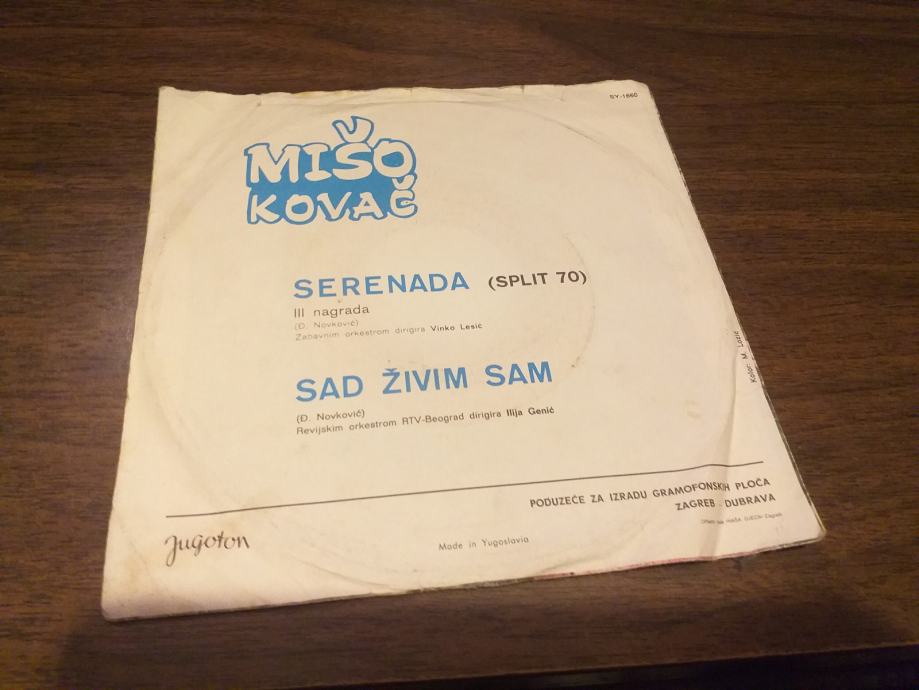 SY-1660
MIŠO
KOVAČ
SERENADA (SPLIT 70)
III nagrada
(Đ. Novković)
Zabavnim orkestrom dirigira Vinko Lesić
SAD ŽIVIM SAM
(Đ. Novković)
Revijskim orkestrom RTV-Beograd dirigira Ilija Genić
Kolor: M. Lozić
PODUZEĆE ZA IZRADU GRAMOFONSKIH PLOČA
ZAGREB - DUBRAVA
Jugoton
Made in Yugoslavia
Zagreb